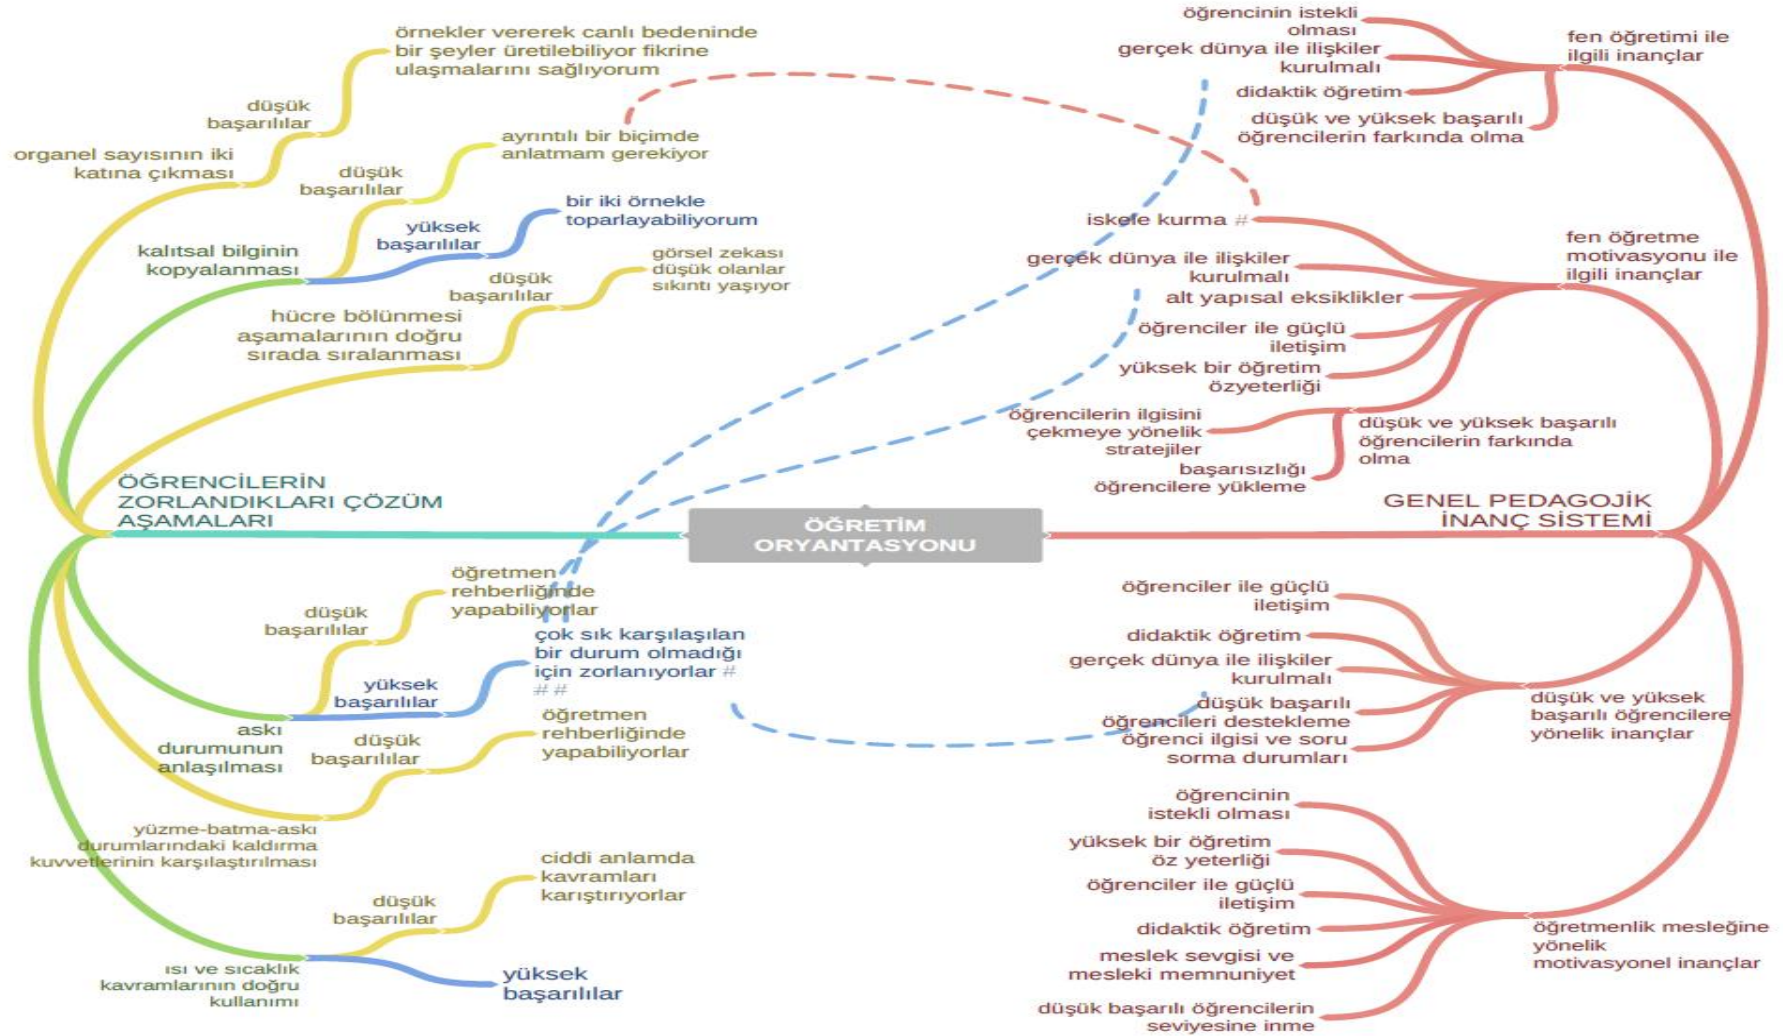 örnekler vererek canlı bedeninde
bir şeyler üretilebiliyor fikrine
ulaşmalarını sağlıyorum
düşük
başarılılar
organel sayısının iki
katına çıkması
ayrıntılı bir biçimde
anlatmam gerekiyor
düşük
başarılılar
bir iki örnekle
toparlayabiliyorum
yüksek
başarılılar
kalıtsal bilginin
kopyalanması
görsel zekası
düşük olanlar
sıkıntı yaşıyor
düşük
başarılılar
hücre bölünmesi
aşamalarının doğru
sırada sıralanması
ÖĞRENCİLERİN
ZORLANDIKLARI ÇÖZÜM
AŞAMALARI
öğretmen
rehberliğinde
yapabiliyorlar
düşük
başarılılar
çok sık karşılaşılan
bir durum olmadığı
için zorlanıyorlar #
# #
yüksek
başarılılar
askı
durumunun
anlaşılması
öğretmen
rehberliğinde
yapabiliyorlar
düşük
başarılılar
yüzme-batma-askı
durumlarındaki kaldırma
kuvvetlerinin karşılaştırılması
ciddi anlamda
kavramları
karıştırıyorlar
düşük
başarılılar
ısı ve sıcaklık
kavramlarının doğru
kullanımı
yüksek
başarılılar
ÖĞRETİM
ORYANTASYONU
GENEL PEDAGOJİK
İNANÇ SİSTEMİ
öğrencinin istekli
olması
gerçek dünya ile ilişkiler
kurulmalı
didaktik öğretim
düşük ve yüksek başarılı
öğrencilerin farkında olma
fen öğretimi ile
ilgili inançlar
iskele kurma #
gerçek dünya ile ilişkiler
kurulmalı
alt yapısal eksiklikler
öğrenciler ile güçlü
iletişim
yüksek bir öğretim
özyeterliği
öğrencilerin ilgisini
çekmeye yönelik
stratejiler
başarısızlığı
öğrencilere yükleme
düşük ve yüksek başarılı
öğrencilerin farkında
olma
fen öğretme
motivasyonu ile
ilgili inançlar
öğrenciler ile güçlü
iletişim
didaktik öğretim
gerçek dünya ile ilişkiler
kurulmalı
düşük başarılı
öğrencileri destekleme
öğrenci ilgisi ve soru
sorma durumları
düşük ve yüksek
başarılı öğrencilere
yönelik inançlar
öğrencinin
istekli olması
yüksek bir öğretim
öz yeterliği
öğrenciler ile güçlü
iletişim
didaktik öğretim
meslek sevgisi ve
mesleki memnuniyet
düşük başarılı öğrencilerin
seviyesine inme
öğretmenlik mesleğine
yönelik
motivasyonel inançlar